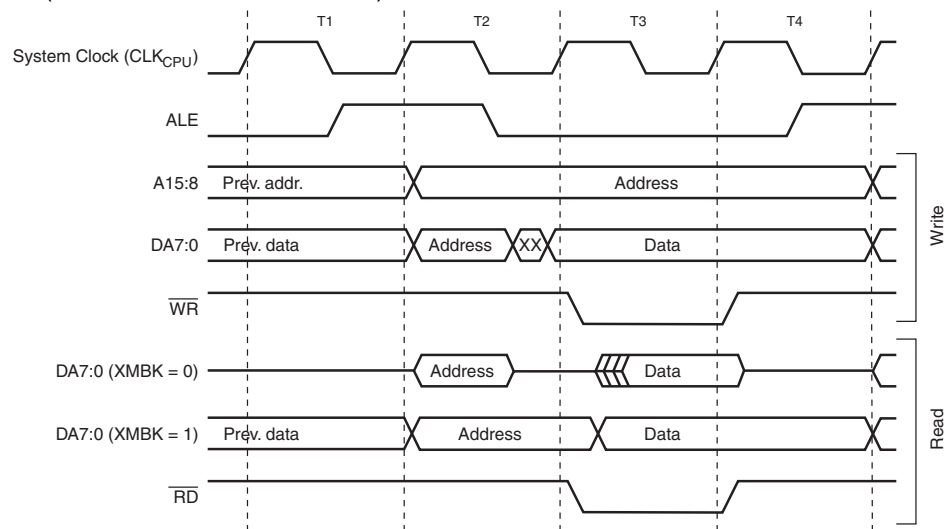 T1 T2 T3 T4
System Clock (CLKCPU)
ALE
A15:8 Prev. addr. Address
DA7:0 Prev. data Address XX Data
WR
DA7:0 (XMBK = 0) Address Data
DA7:0 (XMBK = 1) Prev. data Address Data
RD
Write
Read